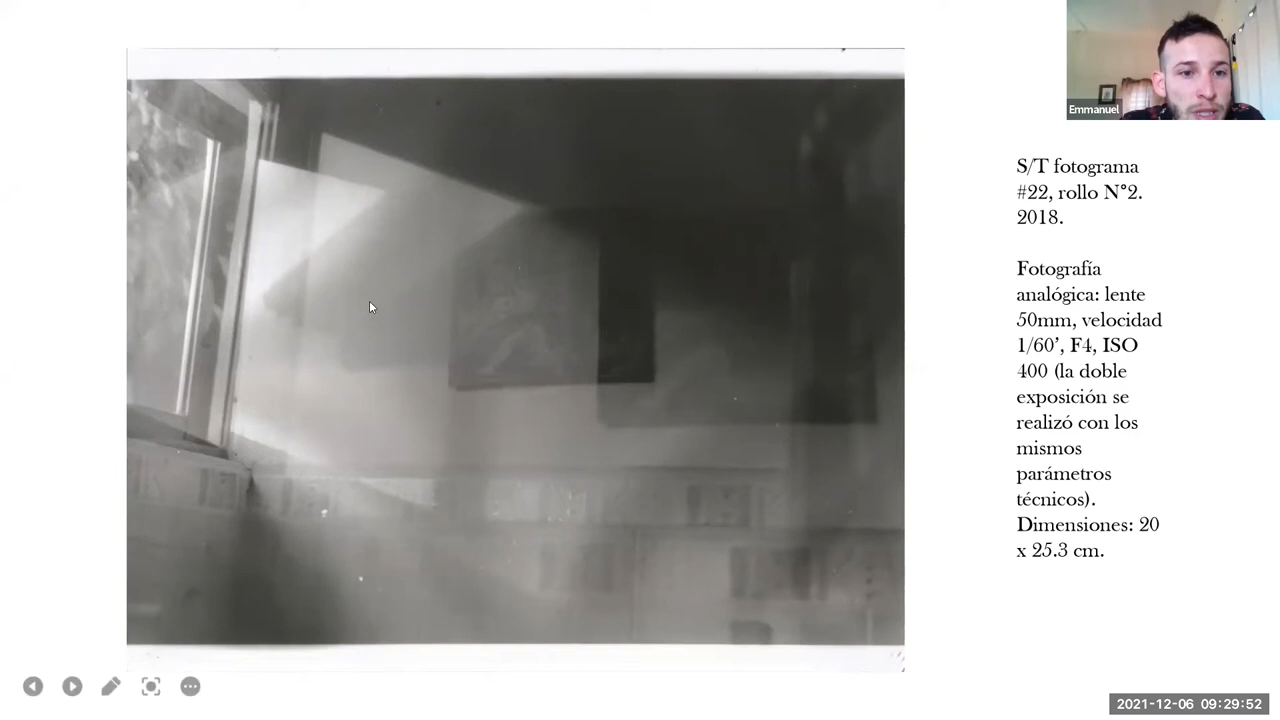 Emmanuel
S/T fotograma
#22, rollo N°2.
2018.
Fotografía
analógica: lente
50mm, velocidad
1/60’, F4, ISO
400 (la doble
exposición se
realizó con los
mismos
parámetros
técnicos).
Dimensiones: 20
x 25.3 cm.
2021-12-06 09:29:52